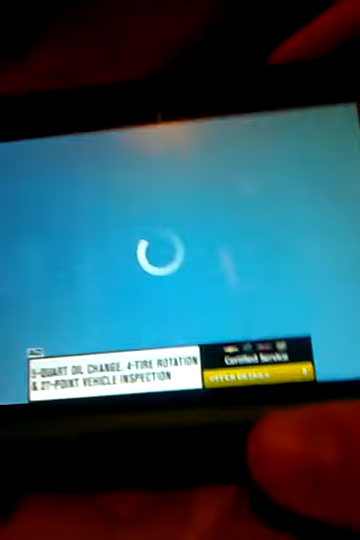 5-QUART OIL CHANGE, 4-TIRE ROTATION
& 27-POINT VEHICLE INSPECTION
Certified Service
OFFER DETAILS